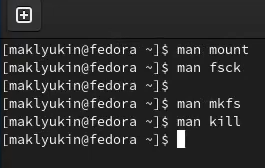 [maklyukin@fedora ~]$ man mount
[maklyukin@fedora ~]$ man fsck
[maklyukin@fedora ~]$
[maklyukin@fedora ~]$ man mkfs
[maklyukin@fedora ~]$ man kill
[maklyukin@fedora ~]$